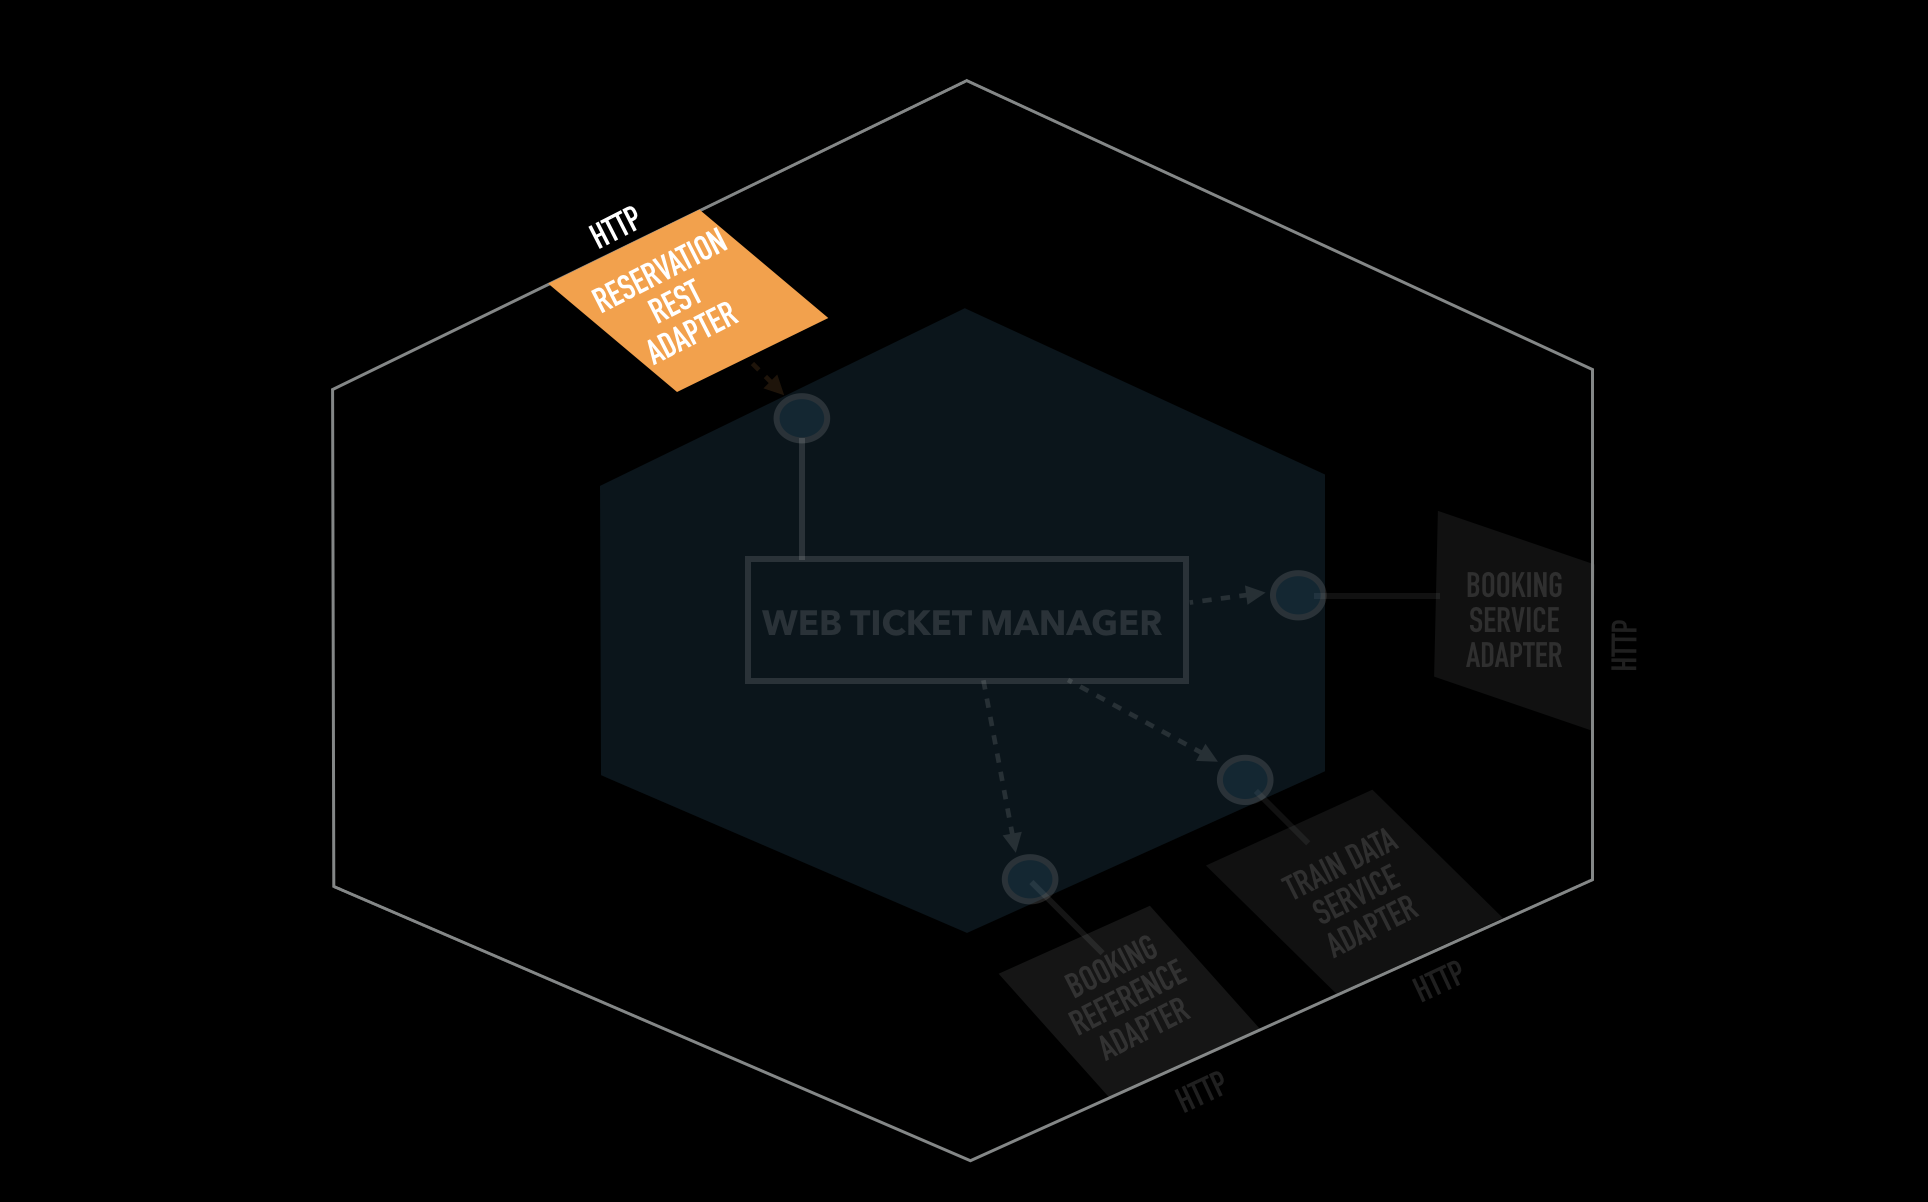 HTTP
RESERVATION
REST
ADAPTER
WEB TICKET MANAGER
BOOKING
SERVICE
ADAPTER
HTTP
TRAIN DATA
SERVICE
ADAPTER
HTTP
BOOKING
REFERENCE
ADAPTER
HTTP